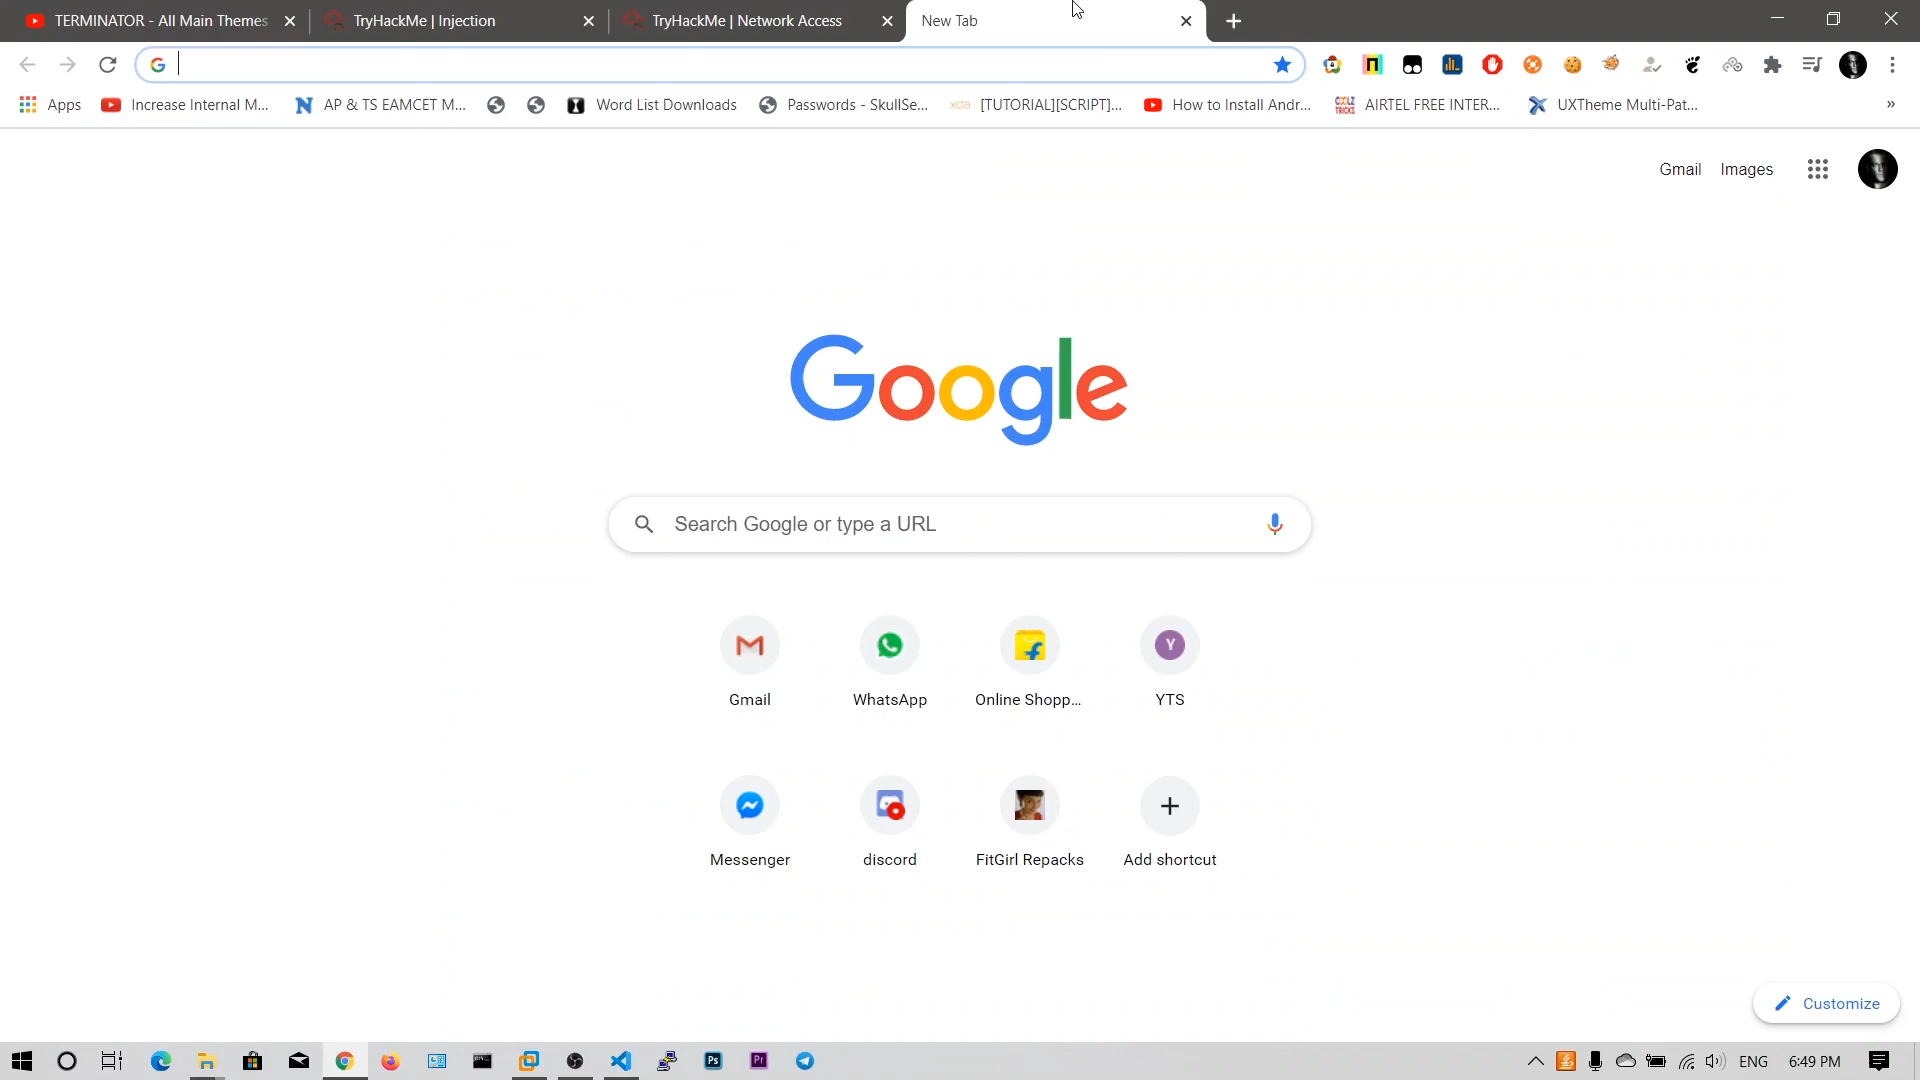 TERMINATOR - All Main Themes
TryHackMe | Injection
TryHackMe | Network Access
New Tab
Apps
Increase Internal M...
AP & TS EAMCET M...
Word List Downloads
Passwords - SkullSe...
[TUTORIAL][SCRIPT]...
How to Install Andr...
AIRTEL FREE INTER...
UXTheme Multi-Pat...
»
Gmail
Images
Google
Search Google or type a URL
Gmail
WhatsApp
Online Shopp...
Y
YTS
Messenger
discord
FitGirl Repacks
Add shortcut
Customize
Ps
Pr
ENG
6:49 PM